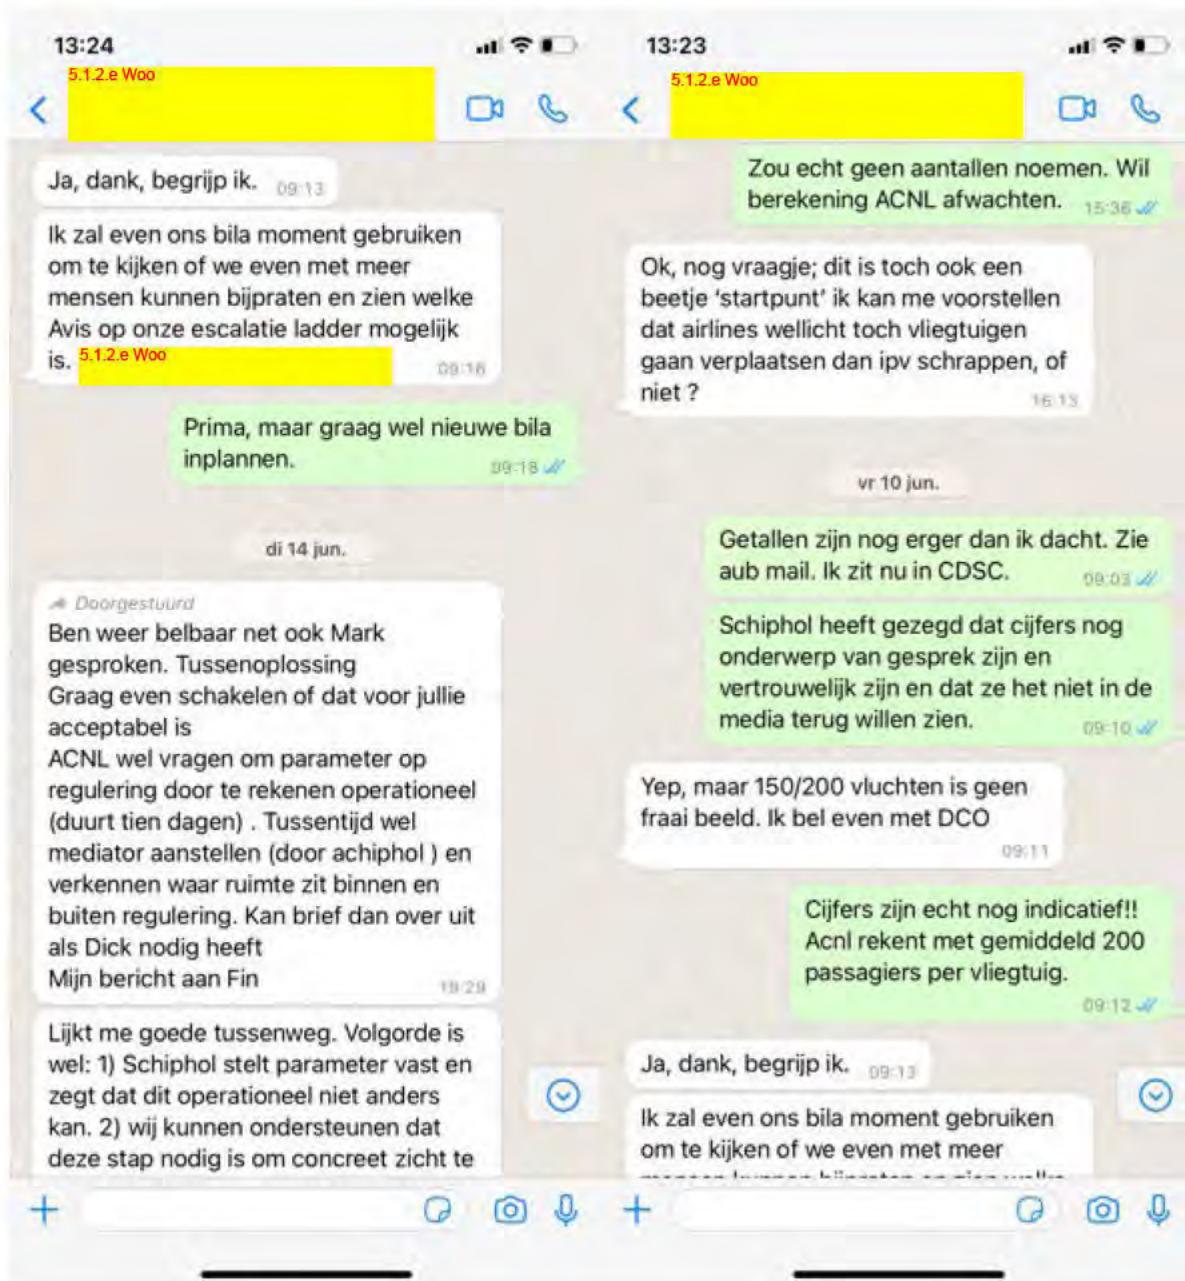 13:24
5.1.2.e Woo
Ja, dank, begrijp ik. 09:13
Ik zal even ons bila moment gebruiken
om te kijken of we even met meer
mensen kunnen bijpraten en zien welke
Avis op onze escalatie ladder mogelijk
is. 5.1.2.e Woo
09:16
Prima, maar graag wel nieuwe bila
inplannen. 09:18
di 14 jun.
Doorgestuurd
Ben weer belbaar net ook Mark
gesproken. Tussenoplossing
Graag even schakelen of dat voor jullie
acceptabel is
ACNL wel vragen om parameter op
regulering door te rekenen operationeel
(duurt tien dagen) . Tussentijd wel
mediator aanstellen (door achiphol ) en
verkennen waar ruimte zit binnen en
buiten regulering. Kan brief dan over uit
als Dick nodig heeft
Mijn bericht aan Fin 19:29
Lijkt me goede tussenweg. Volgorde is
wel: 1) Schiphol stelt parameter vast en
zegt dat dit operationeel niet anders
kan. 2) wij kunnen ondersteunen dat
deze stap nodig is om concreet zicht te
13:23
5.1.2.e Woo
Zou echt geen aantallen noemen. Wil
berekening ACNL afwachten. 15:36
Ok, nog vraagje; dit is toch ook een
beetje ‘startpunt’ ik kan me voorstellen
dat airlines wellicht toch vliegtuigen
gaan verplaatsen dan ipv schrappen, of
niet ? 16:13
vr 10 jun.
Getallen zijn nog erger dan ik dacht. Zie
aub mail. Ik zit nu in CDSC. 09:03
Schiphol heeft gezegd dat cijfers nog
onderwerp van gesprek zijn en
vertrouwelijk zijn en dat ze het niet in de
media terug willen zien. 09:10
Yep, maar 150/200 vluchten is geen
fraai beeld. Ik bel even met DCO
09:11
Cijfers zijn echt nog indicatief!!
Acnl rekent met gemiddeld 200
passagiers per vliegtuig.
09:12
Ja, dank, begrijp ik. 09:13
Ik zal even ons bila moment gebruiken
om te kijken of we even met meer